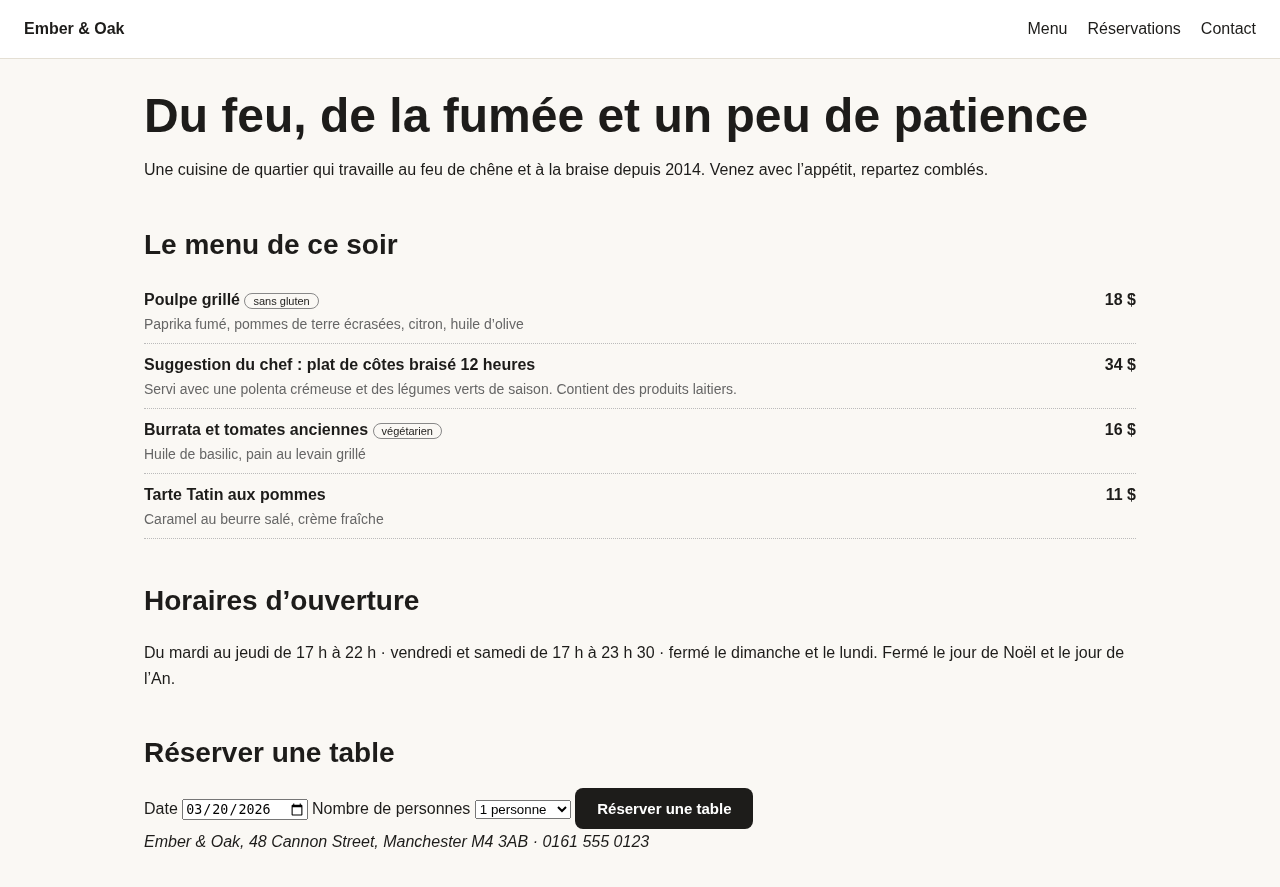 Ember & Oak
Menu Réservations Contact
Du feu, de la fumée et un peu de patience
Une cuisine de quartier qui travaille au feu de chêne et à la braise depuis 2014. Venez avec l’appétit, repartez comblés.
Le menu de ce soir
Poulpe grillé sans gluten 18 $
Paprika fumé, pommes de terre écrasées, citron, huile d’olive
Suggestion du chef : plat de côtes braisé 12 heures 34 $
Servi avec une polenta crémeuse et des légumes verts de saison. Contient des produits laitiers.
Burrata et tomates anciennes végétarien 16 $
Huile de basilic, pain au levain grillé
Tarte Tatin aux pommes 11 $
Caramel au beurre salé, crème fraîche
Horaires d’ouverture
Du mardi au jeudi de 17 h à 22 h · vendredi et samedi de 17 h à 23 h 30 · fermé le dimanche et le lundi. Fermé le jour de Noël et le jour de
l’An.
Réserver une table
Date 03/20/2026 Nombre de personnes 1 personne Réserver une table
Ember & Oak, 48 Cannon Street, Manchester M4 3AB · 0161 555 0123